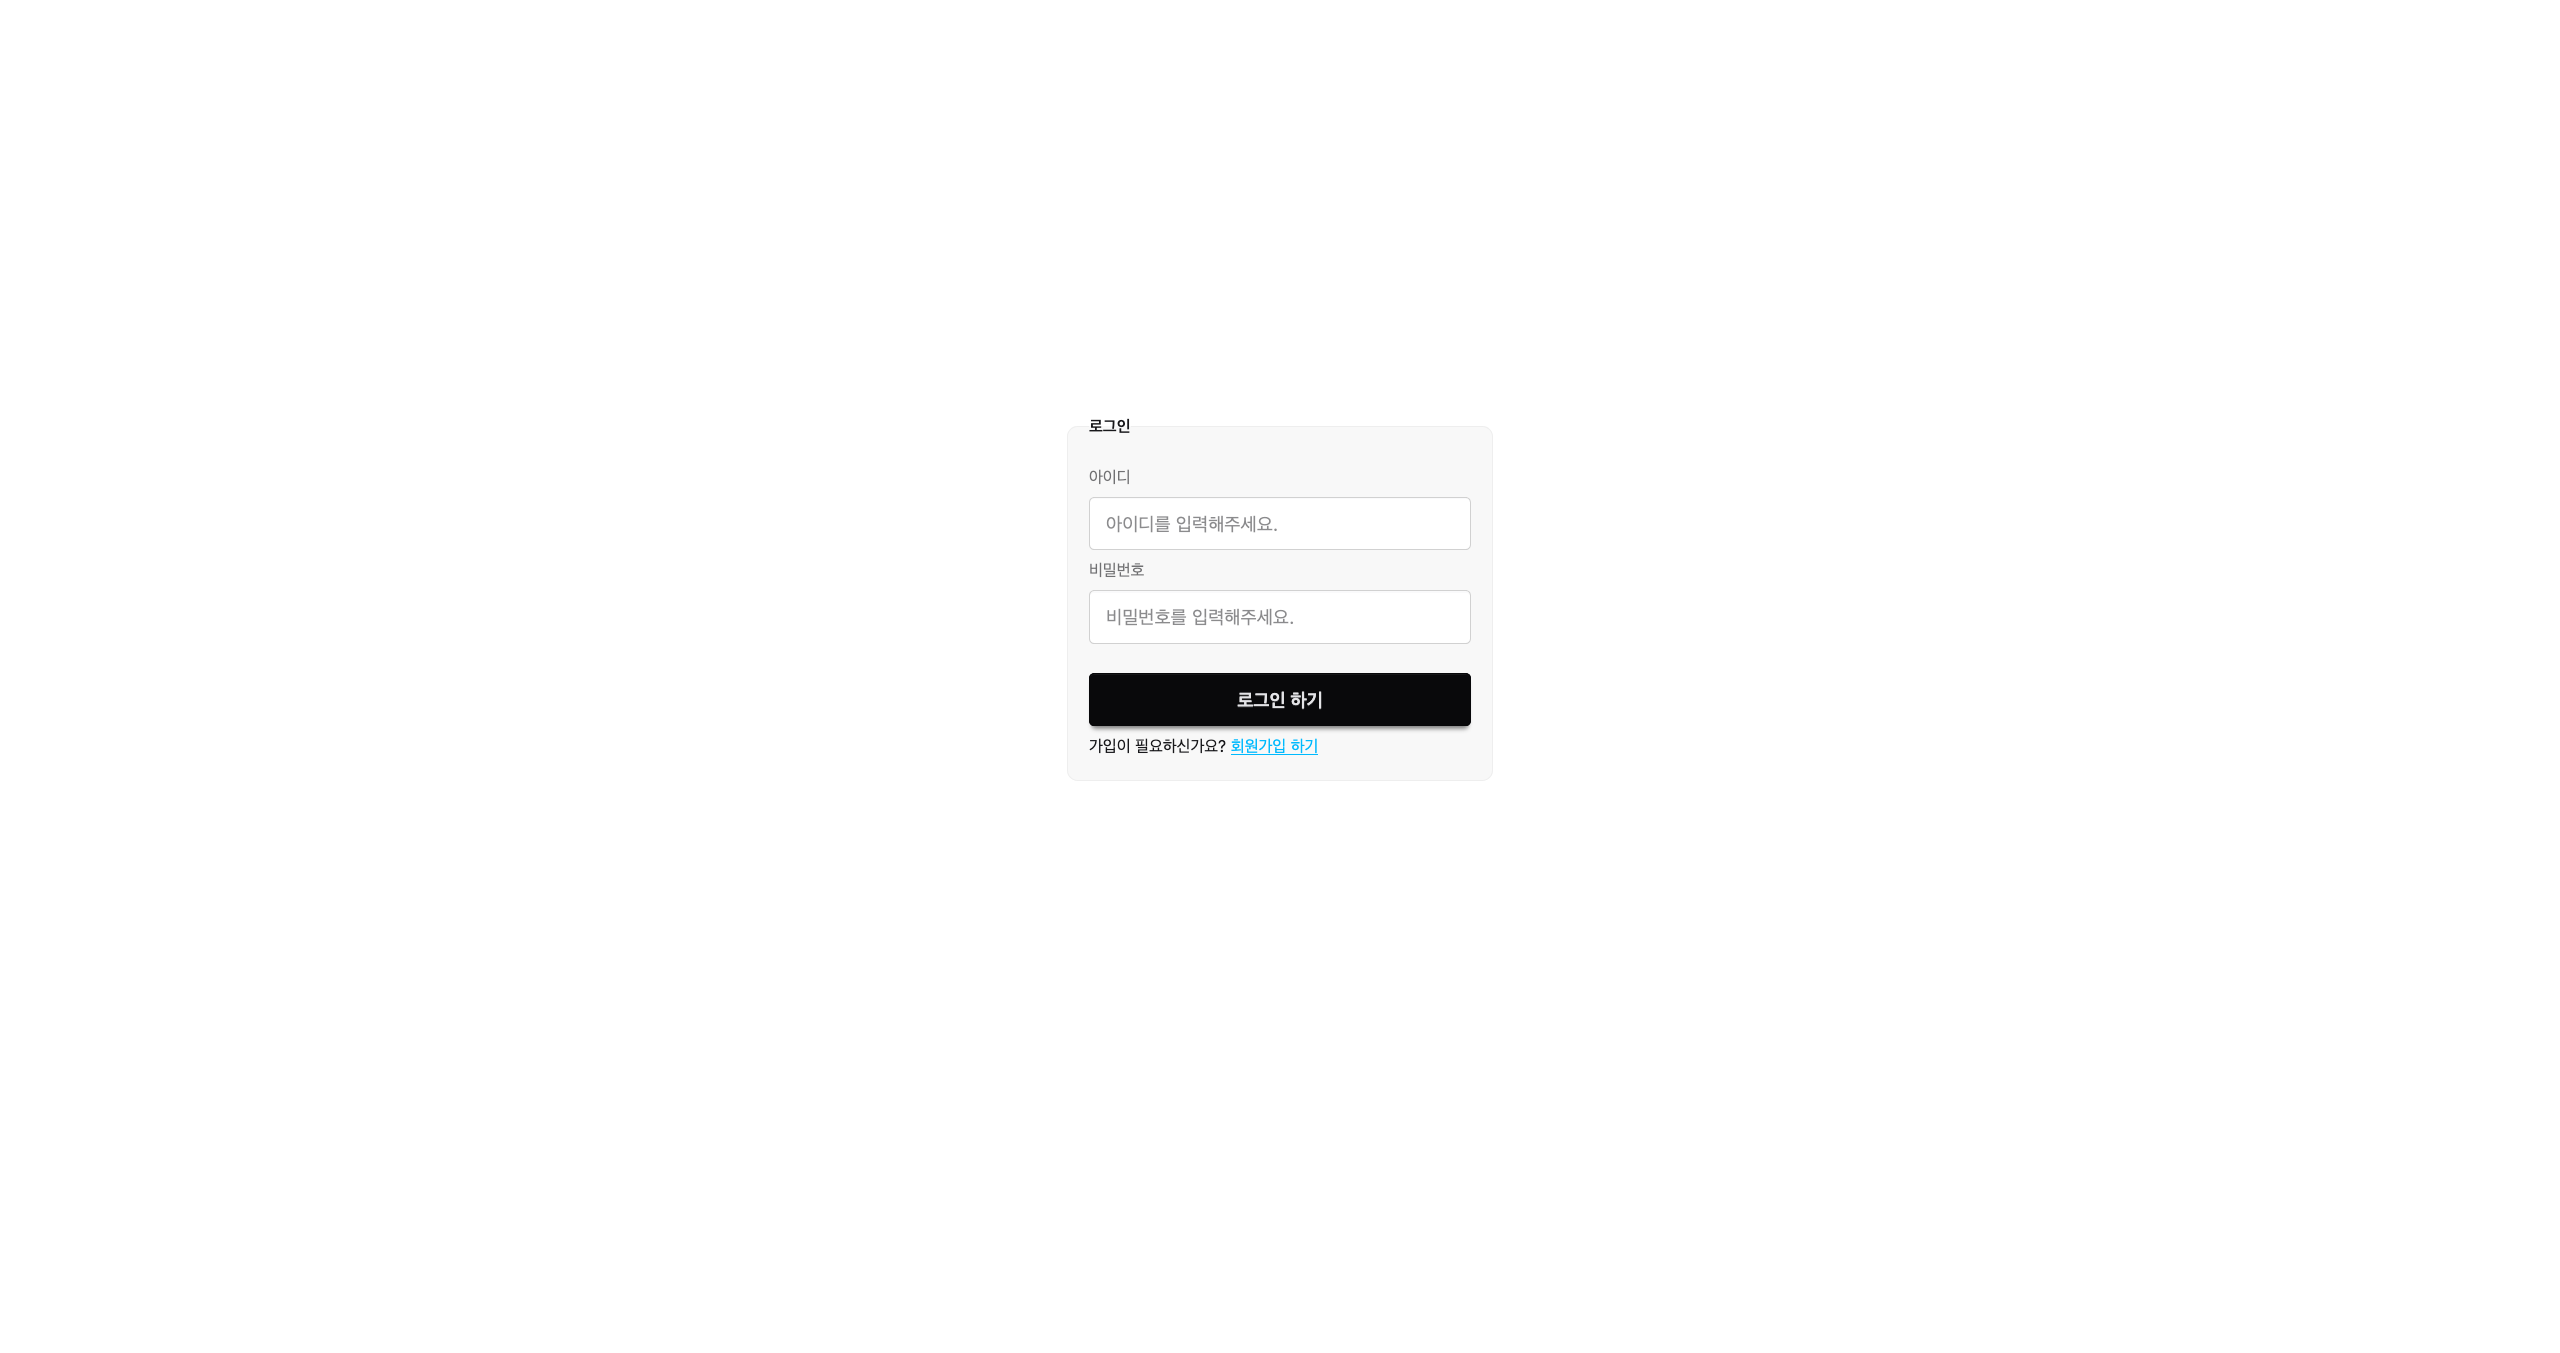 로그인
아이디
아이디를 입력해주세요.
비밀번호
비밀번호를 입력해주세요.
로그인 하기
가입이 필요하신가요? 회원가입 하기